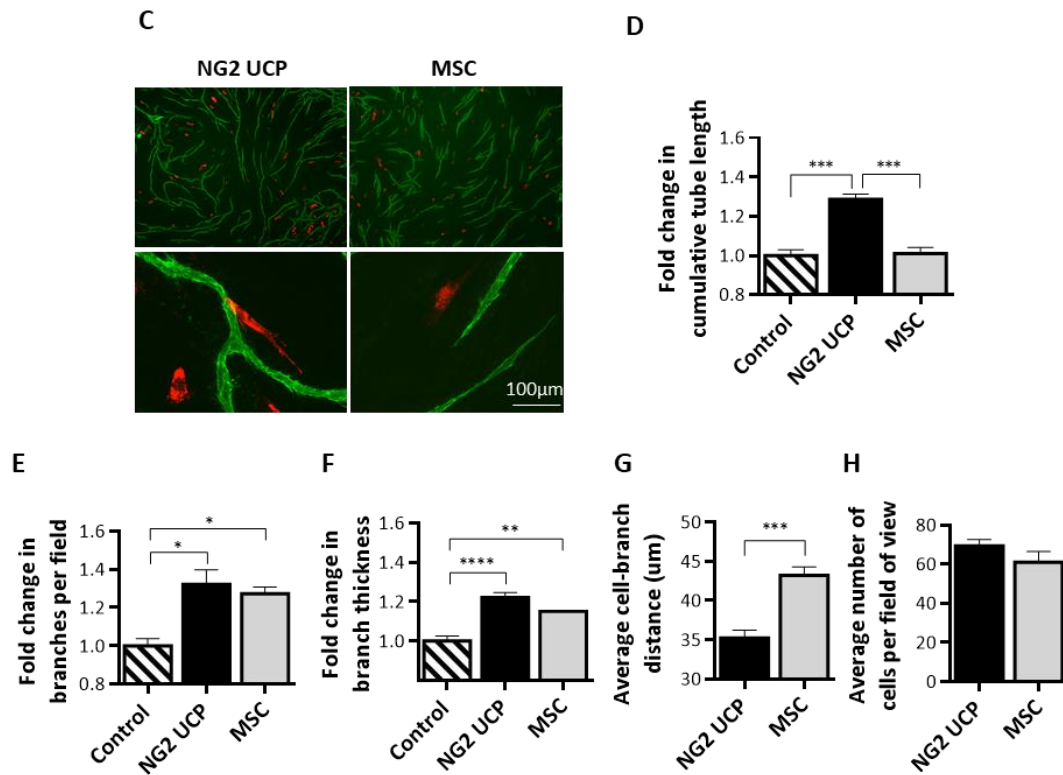 C
NG2 UCP
MSC
100µm
D
Fold change in
cumulative tube length
1.6
1.4
1.2
1.0
0.8
***
***
Control
NG2 UCP
MSC
E
Fold change in
branches per field
1.6
1.4
1.2
1.0
0.8
*
*
Control
NG2 UCP
MSC
F
Fold change in
branch thickness
1.6
1.4
1.2
1.0
**
****
Control
NG2 UCP
MSC
G
Average cell-branch
distance (um)
50
45
40
35
30
***
NG2 UCP
MSC
H
Average number of
cells per field of view
80
60
40
20
0
NG2 UCP
MSC